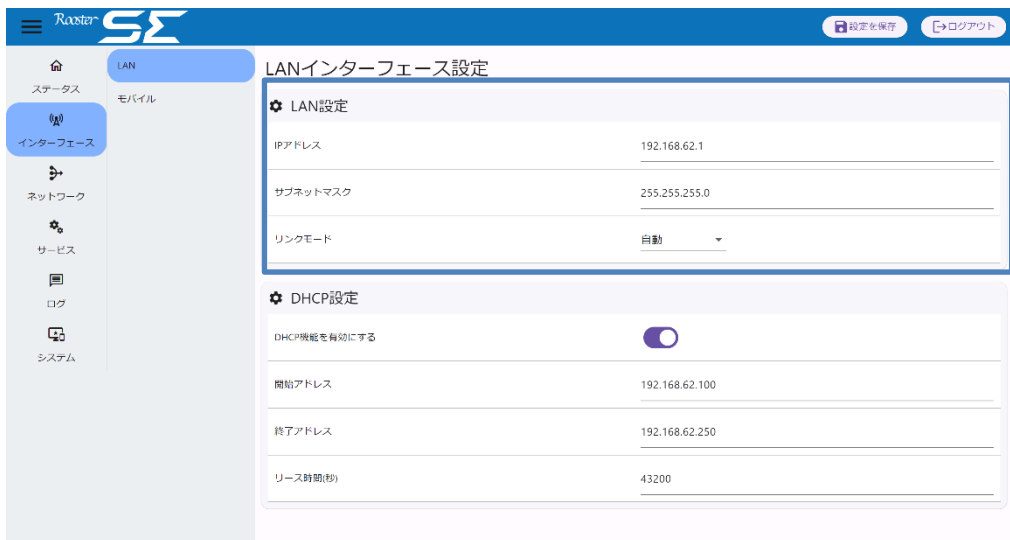 Rooster SE
設定を保存
ログアウト
ステータス
インターフェース
ネットワーク
サービス
ログ
システム
LAN
モバイル
LANインターフェース設定
LAN設定
IPアドレス 192.168.62.1
サブネットマスク 255.255.255.0
リンクモード 自動
DHCP設定
DHCP機能を有効にする
開始アドレス 192.168.62.100
終了アドレス 192.168.62.250
リース時間(秒) 43200